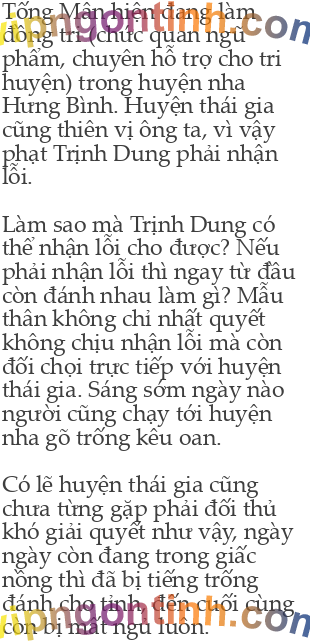 Tống Mân hiện đang làm
đồng tri (chức quan ngũ
phẩm, chuyên hỗ trợ cho tri
huyện) trong huyện nha
Hưng Bình. Huyện thái gia
cũng thiên vị ông ta, vì vậy
phạt Trịnh Dung phải nhận
lỗi.

Làm sao mà Trịnh Dung có
thể nhận lỗi cho được? Nếu
phải nhận lỗi thì ngay từ đầu
còn đánh nhau làm gì? Mẫu
thân không chỉ nhất quyết
không chịu nhận lỗi mà còn
đối chọi trực tiếp với huyện
thái gia. Sáng sớm ngày nào
người cũng chạy tới huyện
nha gõ trống kêu oan.

Có lẽ huyện thái gia cũng
chưa từng gặp phải đối thủ
khó giải quyết như vậy, ngày
ngày còn đang trong giấc
nồng thì đã bị tiếng trống
đánh cho tỉnh, đến cuối cùng
còn bị mất ngủ luôn.